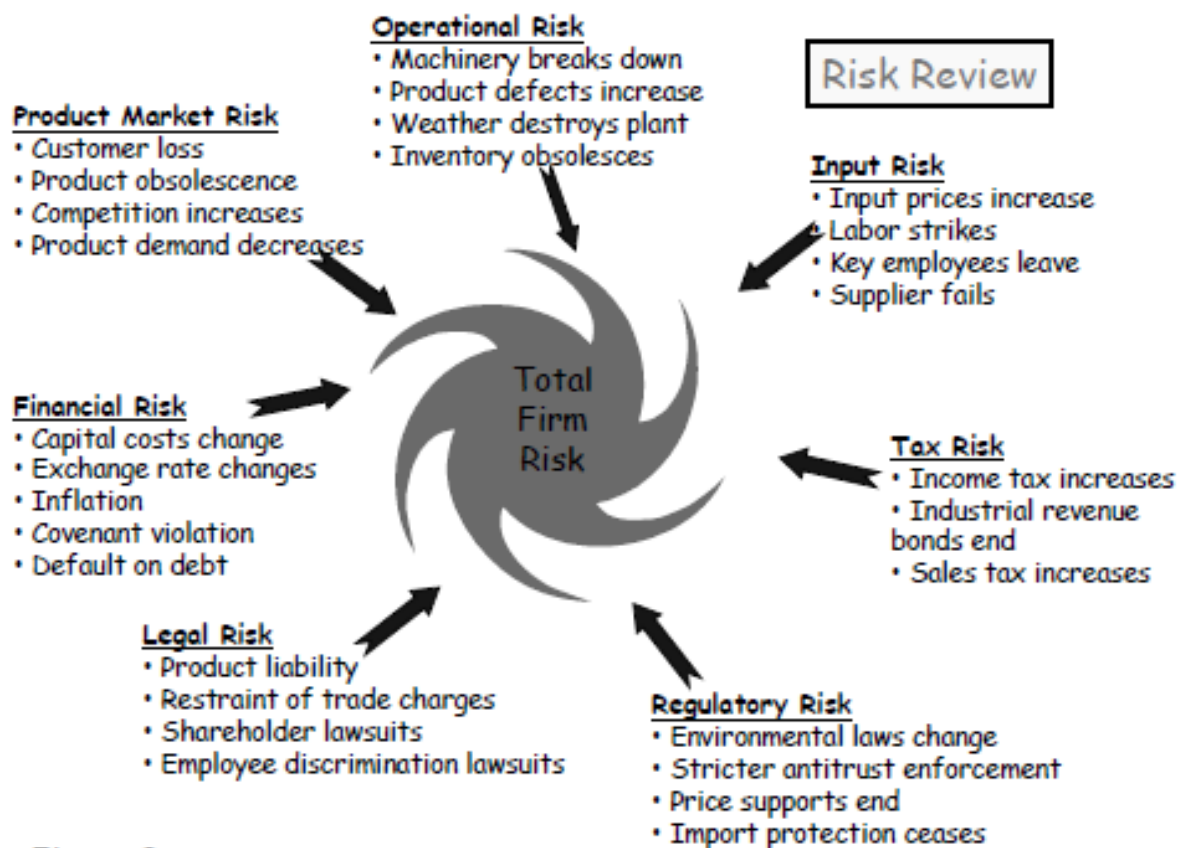 Operational Risk
• Machinery breaks down
• Product defects increase
• Weather destroys plant
• Inventory obsolesces
Risk Review
Product Market Risk
• Customer loss
• Product obsolescence
• Competition increases
• Product demand decreases
Input Risk
• Input prices increase
• Labor strikes
• Key employees leave
• Supplier fails
Total
Firm
Risk
Financial Risk
• Capital costs change
• Exchange rate changes
• Inflation
• Covenant violation
• Default on debt
Tax Risk
• Income tax increases
• Industrial revenue
bonds end
• Sales tax increases
Legal Risk
• Product liability
• Restraint of trade charges
• Shareholder lawsuits
• Employee discrimination lawsuits
Regulatory Risk
• Environmental laws change
• Stricter antitrust enforcement
• Price supports end
• Import protection ceases